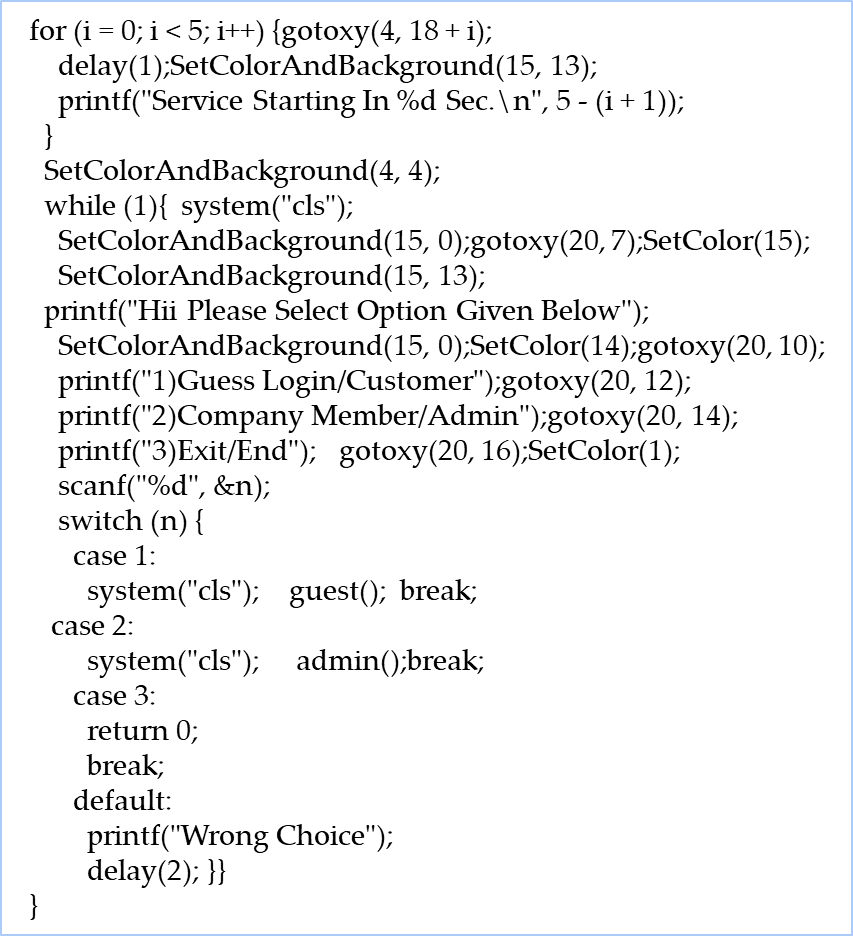 for (i = 0; i < 5; i++) {gotoxy(4, 18 + i);
delay(1);SetColorAndBackground(15, 13);
printf("Service Starting In %d Sec.\n", 5 - (i + 1));
}
SetColorAndBackground(4, 4);
while (1){ system("cls");
SetColorAndBackground(15, 0);gotoxy(20, 7);SetColor(15);
SetColorAndBackground(15, 13);
printf("Hii Please Select Option Given Below");
SetColorAndBackground(15, 0);SetColor(14);gotoxy(20, 10);
printf("1)Guess Login/Customer");gotoxy(20, 12);
printf("2)Company Member/Admin");gotoxy(20, 14);
printf("3)Exit/End"); gotoxy(20, 16);SetColor(1);
scanf("%d", &n);
switch (n) {
case 1:
system("cls"); guest(); break;
case 2:
system("cls"); admin();break;
case 3:
return 0;
break;
default:
printf("Wrong Choice");
delay(2); }}
}